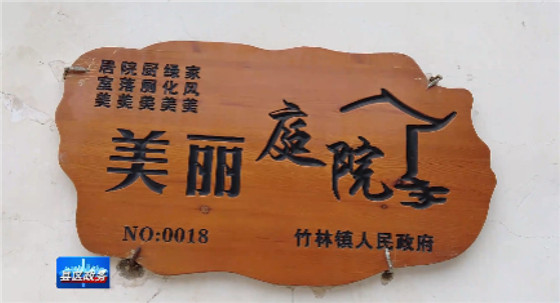 居院厨绿家
室落厕化风
美美美美美
美丽庭院
NO:0018
竹林镇人民政府
县区政务